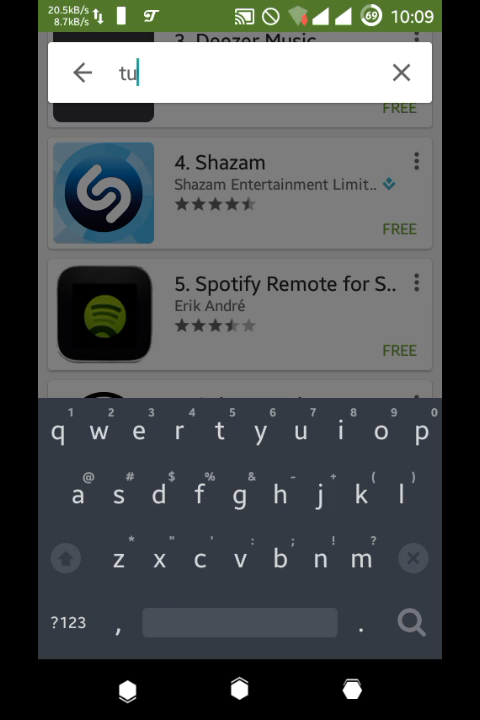 20.5kB/s
8.7kB/s
69
10:09
3. Deezer Music
tu
FREE
4. Shazam
Shazam Entertainment Limit..
FREE
5. Spotify Remote for S..
Erik André
FREE
1 2 3 4 5 6 7 8 9 0
q w e r t y u i o p
@ # $ % & - + ( )
a s d f g h j k l
* " ' : ; ! ?
z x c v b n m
?123 , .